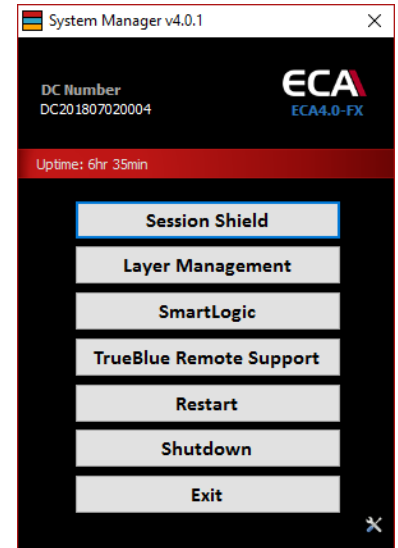 System Manager v4.0.1
DC Number
DC201807020004
ECA
ECA4.0-FX
Uptime: 6hr 35min
Session Shield
Layer Management
SmartLogic
TrueBlue Remote Support
Restart
Shutdown
Exit